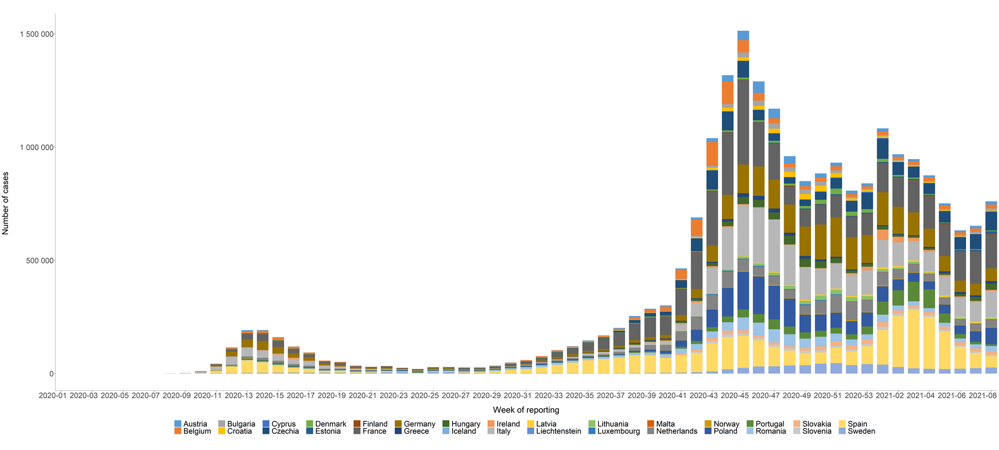 Number of cases
1 500 000
1 000 000
500 000
0
2020-01 2020-03 2020-05 2020-07 2020-09 2020-11 2020-13 2020-15 2020-17 2020-19 2020-21 2020-23 2020-25 2020-27 2020-29 2020-31 2020-33 2020-35 2020-37 2020-39 2020-41 2020-43 2020-45 2020-47 2020-49 2020-51 2020-53 2021-02 2021-04 2021-06 2021-08
Week of reporting
Austria Bulgaria Cyprus Denmark Finland Germany Hungary Ireland Latvia Lithuania Malta Norway Portugal Slovakia Spain
Belgium Croatia Czechia Estonia France Greece Iceland Italy Liechtenstein Luxembourg Netherlands Poland Romania Slovenia Sweden